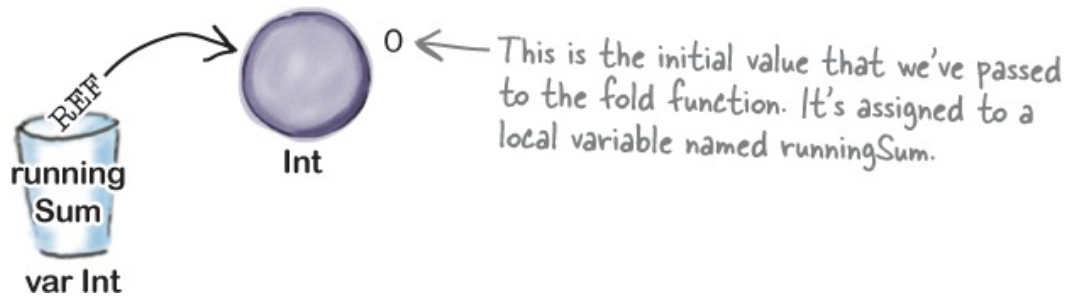 REF
running
Sum
var Int
Int
0
This is the initial value that we've passed
to the fold function. It's assigned to a
local variable named runningSum.